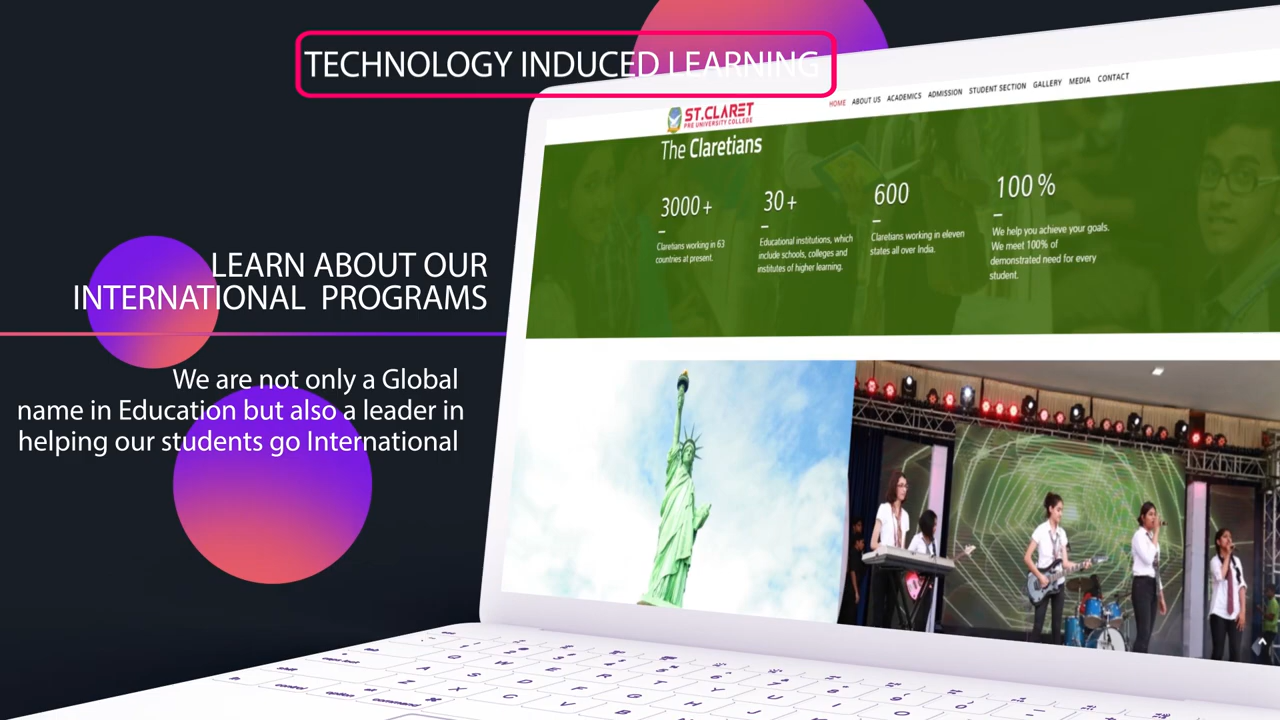 TECHNOLOGY INDUCED LEARNING
HOME ABOUT US ACADEMICS ADMISSION STUDENT SECTION GALLERY MEDIA CONTACT
ST.CLARET
PRE UNIVERSITY COLLEGE
The Claretians
3000 +
Claretians working in 63
countries at present.
30 +
Educational institutions, which
include schools, colleges and
institutes of higher learning.
600
Claretians working in eleven
states all over India.
100 %
We help you achieve your goals.
We meet 100% of
demonstrated need for every
student.
LEARN ABOUT OUR
INTERNATIONAL PROGRAMS
We are not only a Global
name in Education but also a leader in
helping our students go International
Q W E R T Y U I O
A S D F G H J K L
Z X C V B N M
fn control option command